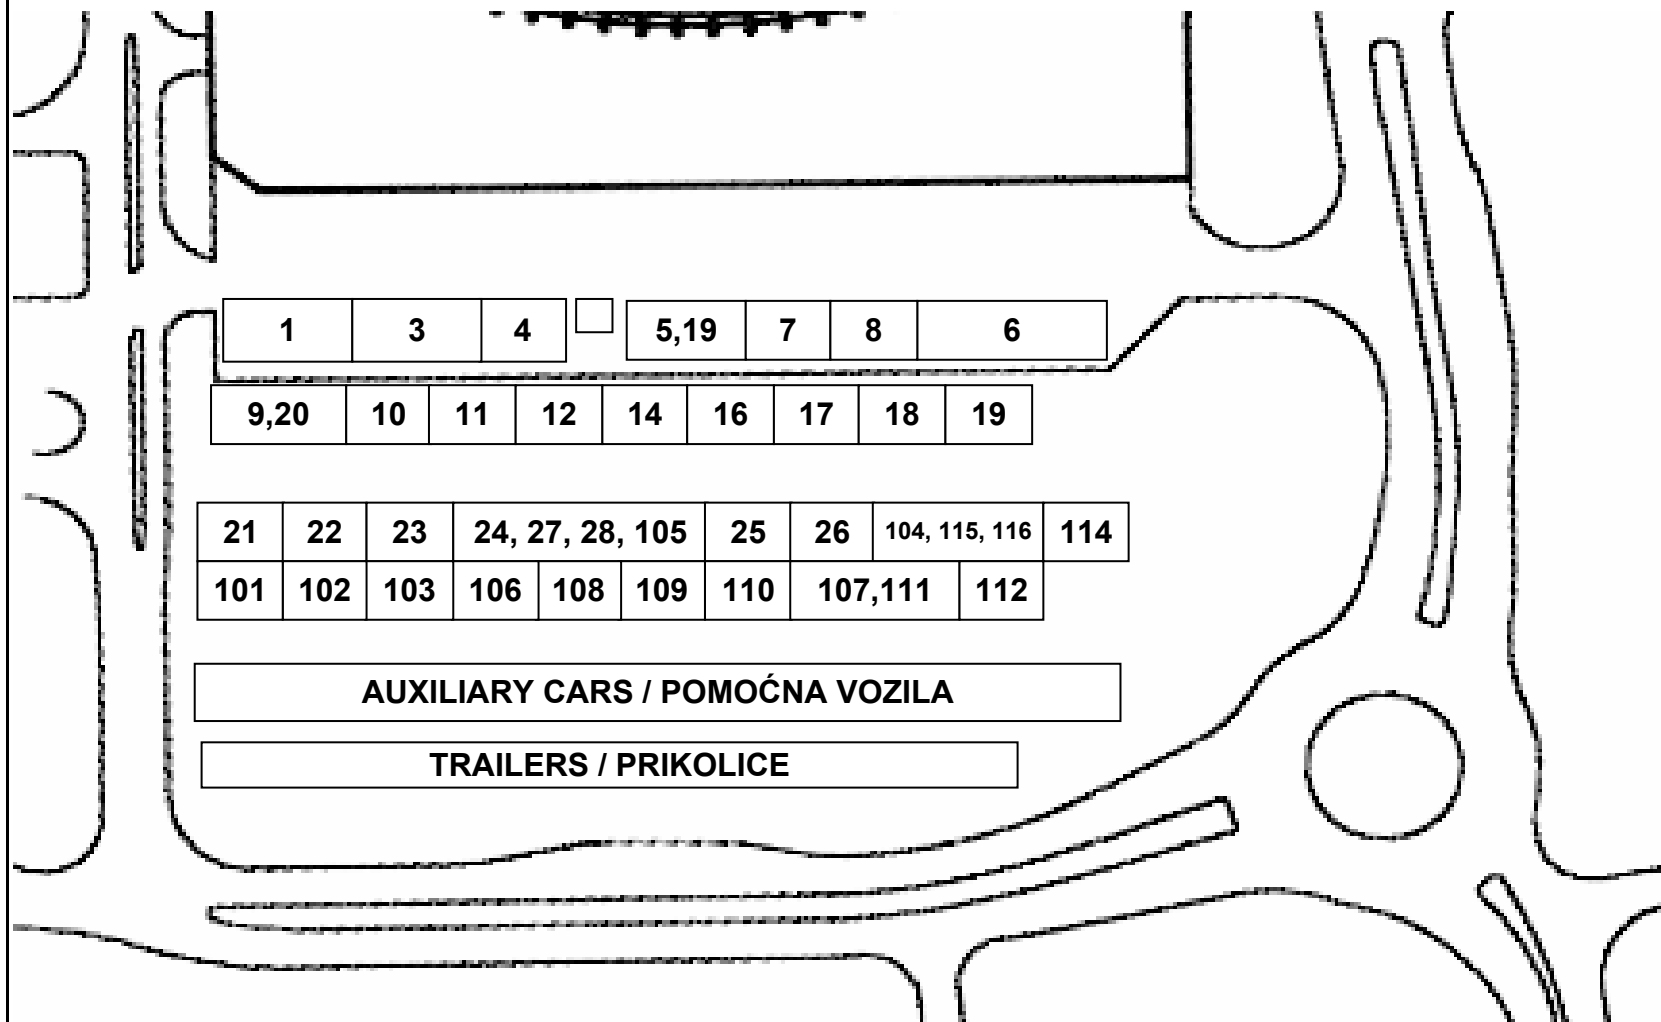 1 3 4 5,19 7 8 6
9,20 10 11 12 14 16 17 18 19
21 22 23 24, 27, 28, 105 25 26 104, 115, 116 114
101 102 103 106 108 109 110 107,111 112
AUXILIARY CARS / POMOĆNA VOZILA
TRAILERS / PRIKOLICE